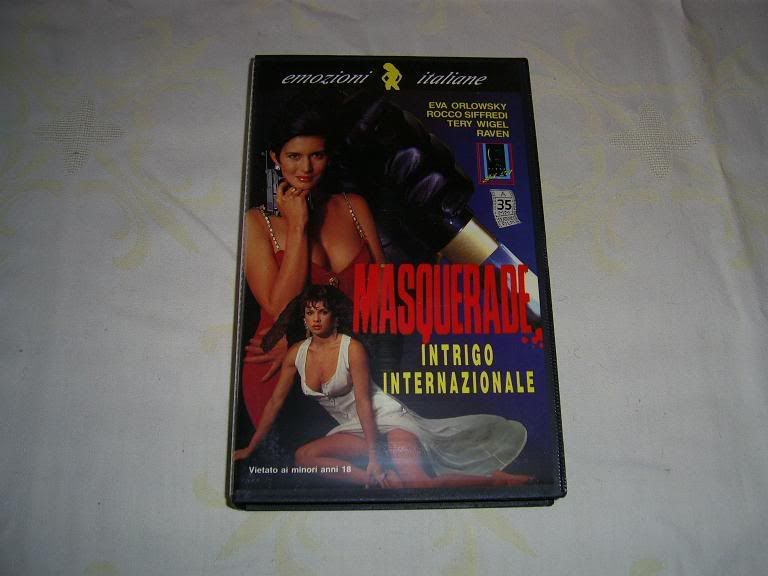 emozioni italiane
EVA ORLOWSKY
ROCCO SIFFREDI
TERY WIGEL
RAVEN
A
35
MASQUERADE
INTRIGO
INTERNAZIONALE
Vietato ai minori anni 18